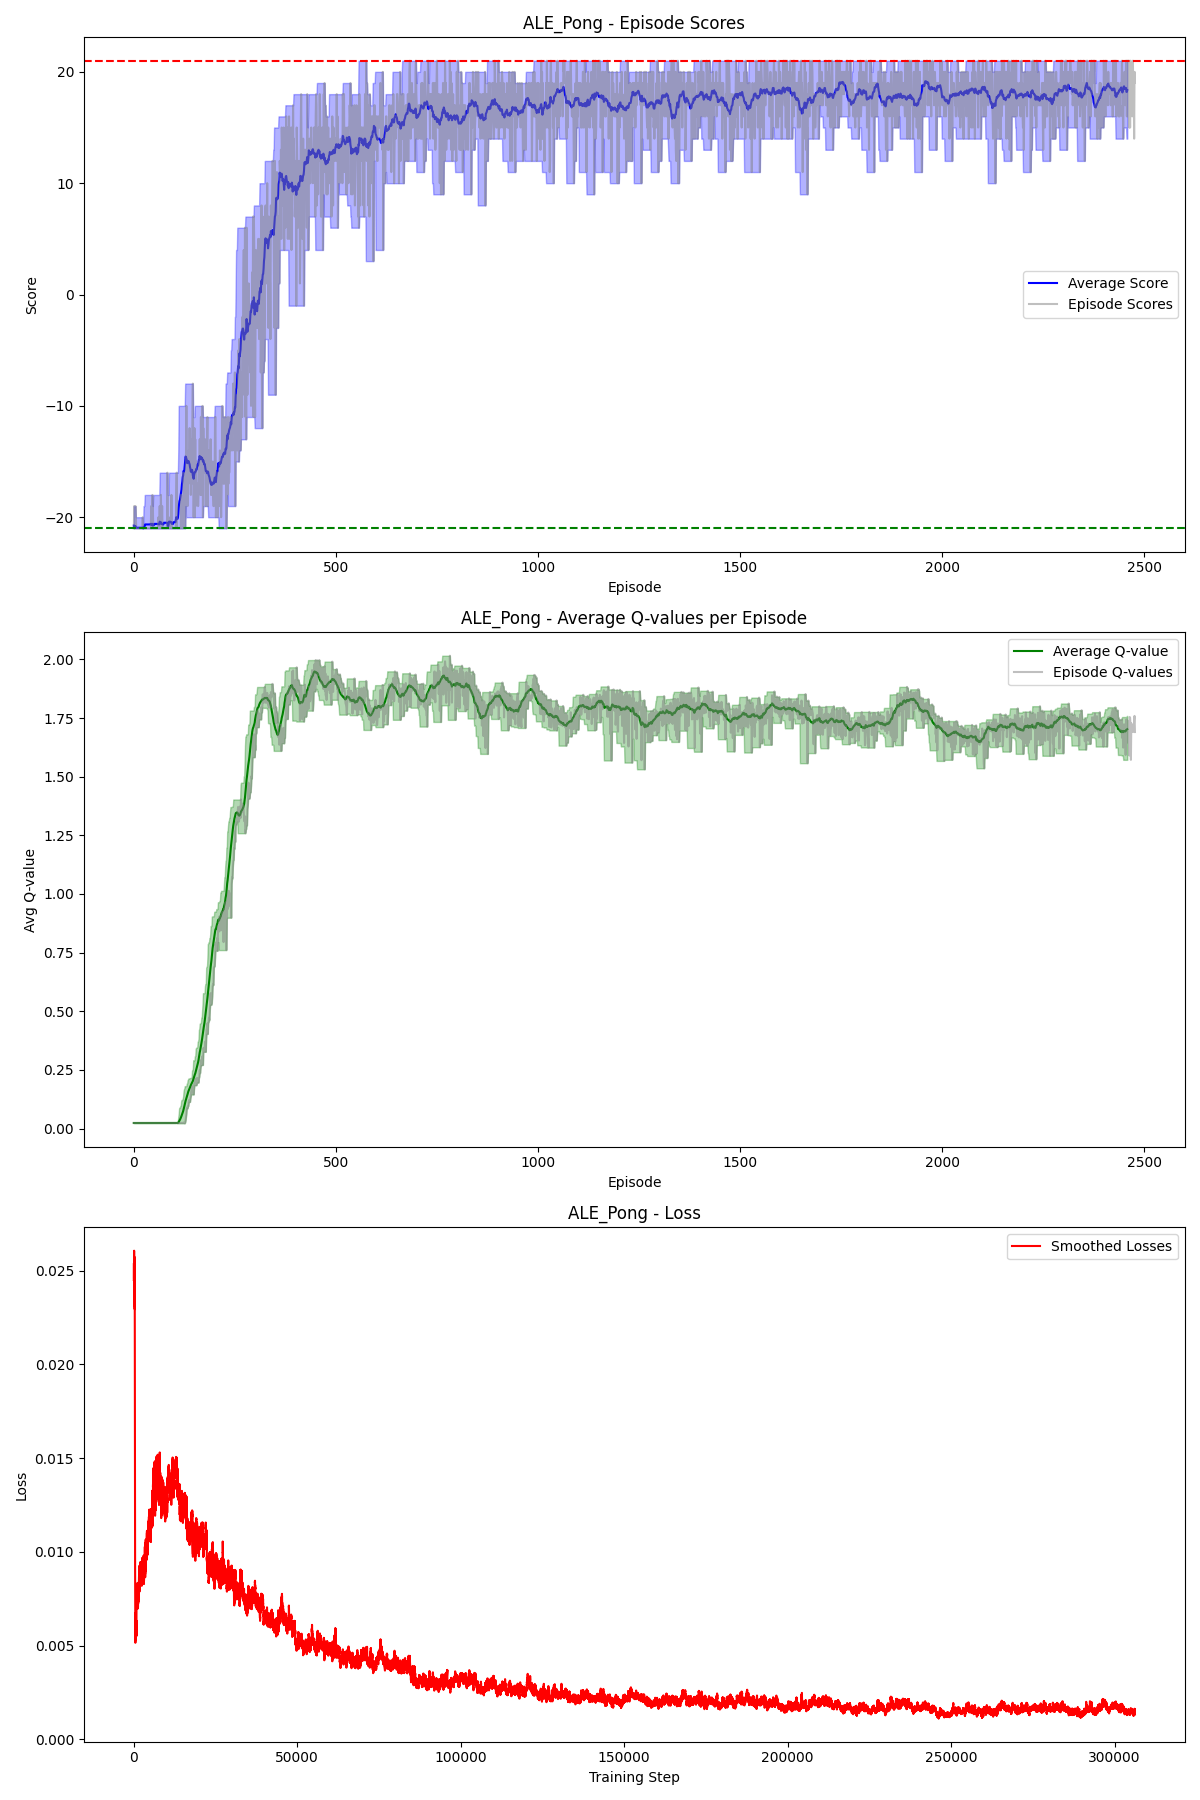 ALE_Pong - Episode Scores
20
10
0
−10
−20
Score
Average Score
Episode Scores
0 500 1000 1500 2000 2500
Episode
ALE_Pong - Average Q-values per Episode
2.00
1.75
1.50
1.25
1.00
0.75
0.50
0.25
0.00
Avg Q-value
Average Q-value
Episode Q-values
0 500 1000 1500 2000 2500
Episode
ALE_Pong - Loss
0.025
0.020
0.015
0.010
0.005
0.000
Loss
Smoothed Losses
0 50000 100000 150000 200000 250000 300000
Training Step